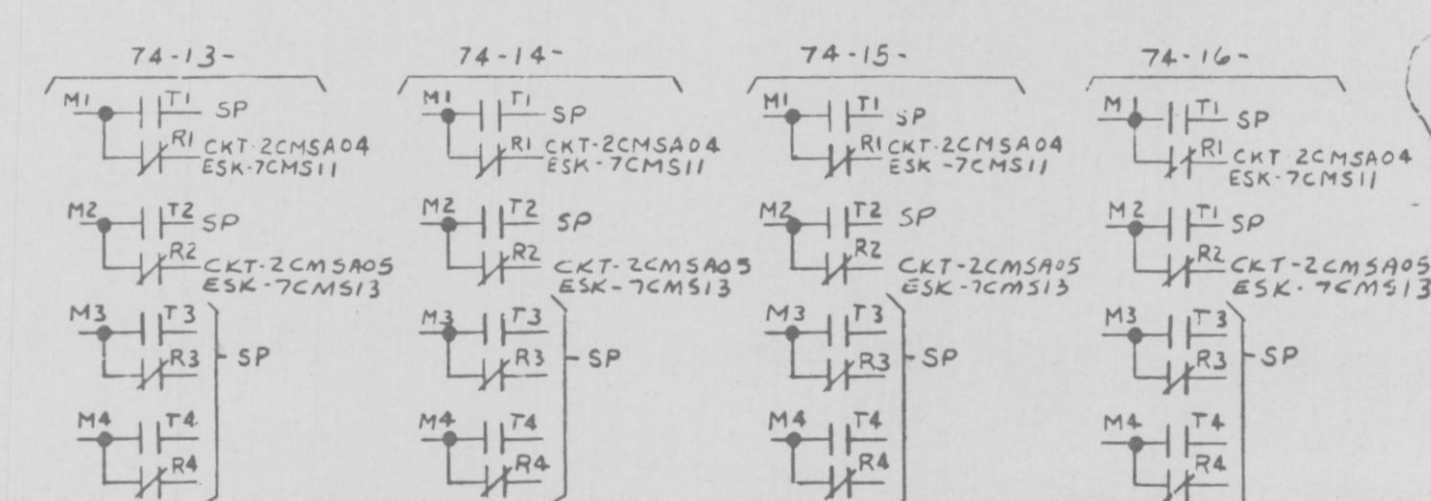 74-13-
M1 T1 SP
R1 CKT-2CMSA04
ESK-7CMS11
M2 T2 SP
R2 CKT-2CMSA05
ESK-7CMS13
M3 T3
R3
SP
M4 T4
R4
74-14-
M1 T1 SP
R1 CKT-2CMSA04
ESK-7CMS11
M2 T2 SP
R2 CKT-2CMSA05
ESK-7CMS13
M3 T3
R3
SP
M4 T4
R4
74-15-
M1 T1 SP
R1 CKT-2CMSA04
ESK-7CMS11
M2 T2 SP
R2 CKT-2CMSA05
ESK-7CMS13
M3 T3
R3
SP
M4 T4
R4
74-16-
M1 T1 SP
R1 CKT-2CMSA04
ESK-7CMS11
M2 T1 SP
R2 CKT-2CMSA05
ESK-7CMS13
M3 T3
R3
SP
M4 T4
R4